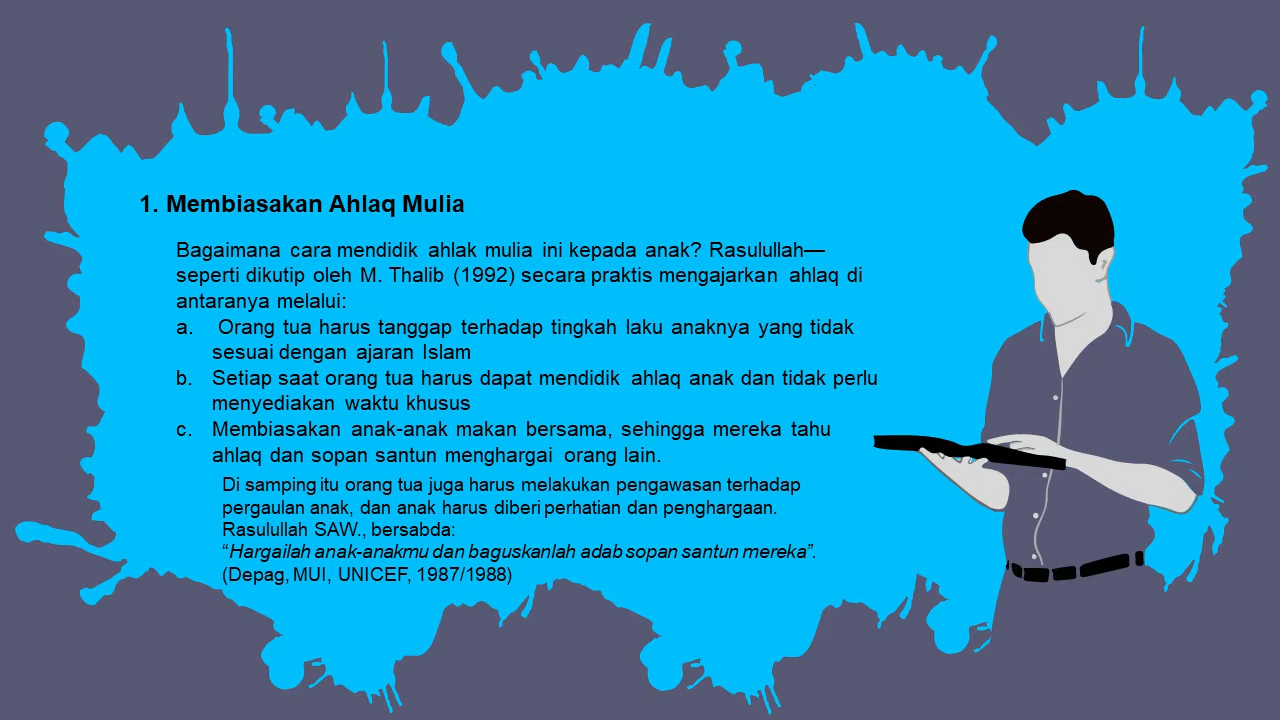 1. Membiasakan Ahlaq Mulia
Bagaimana cara mendidik ahlak mulia ini kepada anak? Rasulullah—
seperti dikutip oleh M. Thalib (1992) secara praktis mengajarkan ahlaq di
antaranya melalui:
a. Orang tua harus tanggap terhadap tingkah laku anaknya yang tidak
sesuai dengan ajaran Islam
b. Setiap saat orang tua harus dapat mendidik ahlaq anak dan tidak perlu
menyediakan waktu khusus
c. Membiasakan anak-anak makan bersama, sehingga mereka tahu
ahlaq dan sopan santun menghargai orang lain.
Di samping itu orang tua juga harus melakukan pengawasan terhadap
pergaulan anak, dan anak harus diberi perhatian dan penghargaan.
Rasulullah SAW., bersabda:
“Hargailah anak-anakmu dan baguskanlah adab sopan santun mereka”.
(Depag, MUI, UNICEF, 1987/1988)